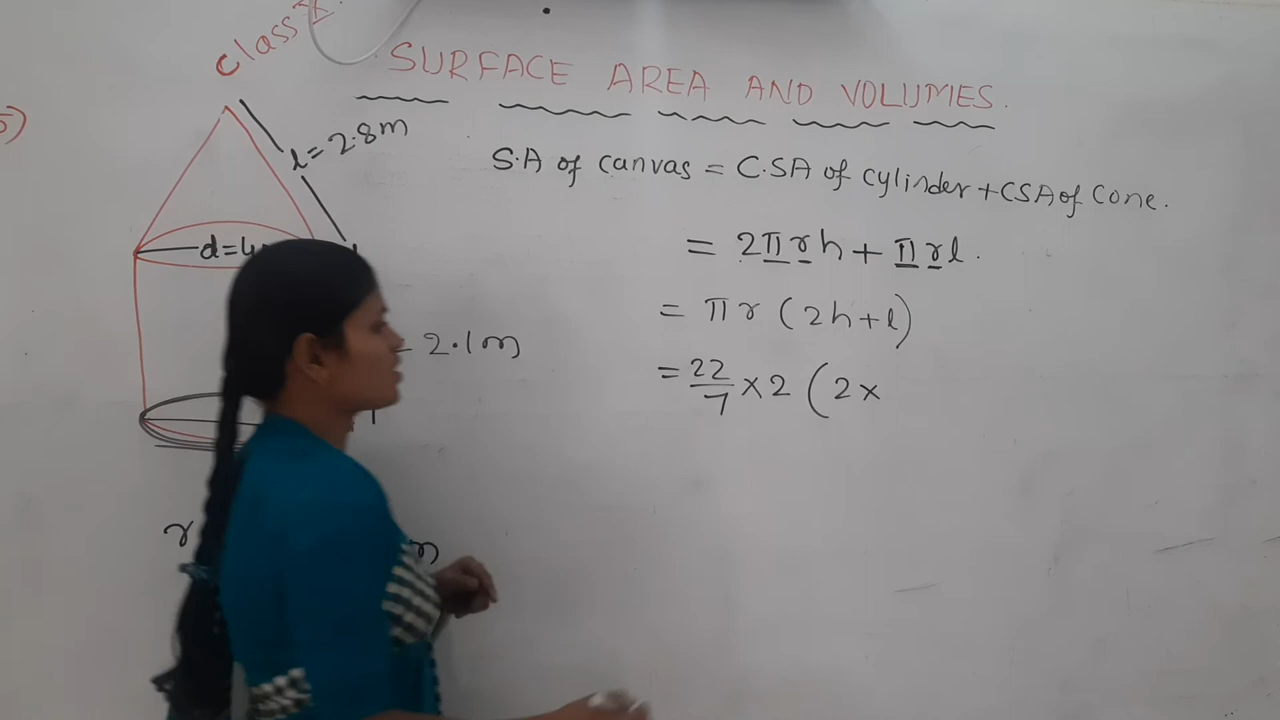 Class X.
SURFACE AREA AND VOLUMES.
5)
l = 2.8m
S.A of canvas = C.SA of cylinder + CSA of Cone.
d=4
= 2πrh + πrl.
= πr (2h+l)
2.1m
= 22/7 × 2 (2×
r
m